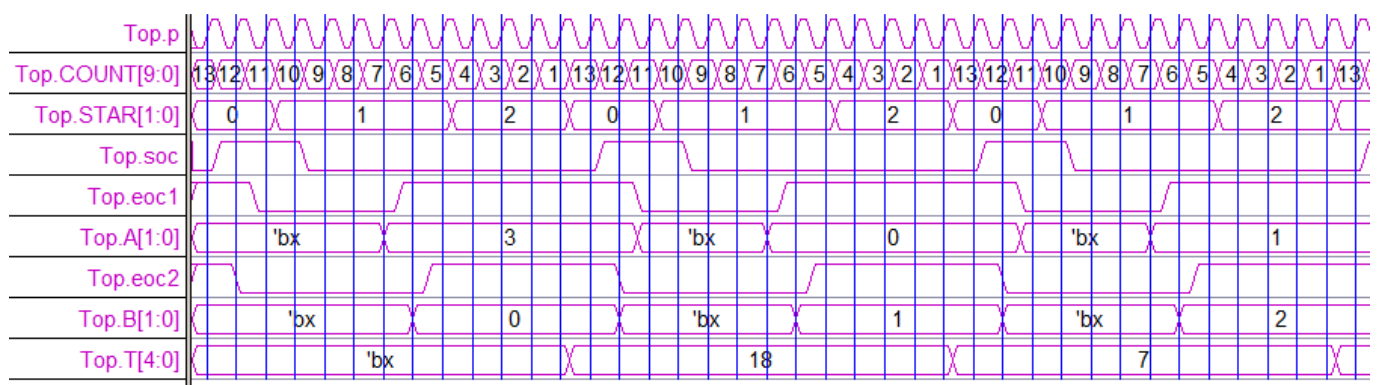 Top.p
Top.COUNT[9:0] 13 12 11 10 9 8 7 6 5 4 3 2 1 13 12 11 10 9 8 7 6 5 4 3 2 1 13 12 11 10 9 8 7 6 5 4 3 2 1 13
Top.STAR[1:0] 0 1 2 0 1 2 0 1 2
Top.soc
Top.eoc1
Top.A[1:0] 'bx 3 'bx 0 'bx 1
Top.eoc2
Top.B[1:0] 'bx 0 'bx 1 'bx 2
Top.T[4:0] 'bx 18 7